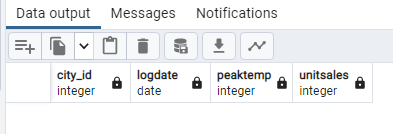 Data output Messages Notifications
city_id logdate peaktemp unitsales
integer date integer integer